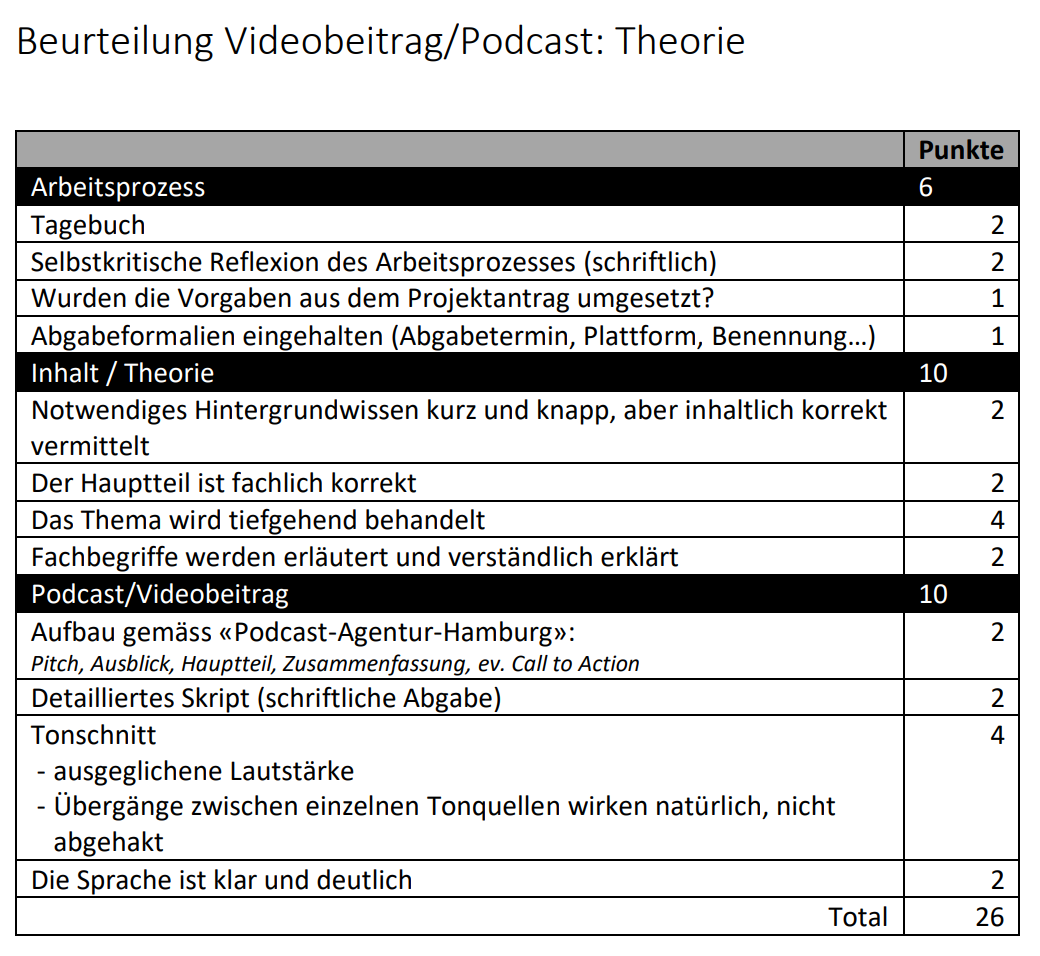 Beurteilung Videobeitrag/Podcast: Theorie
Punkte
Arbeitsprozess 6
Tagebuch 2
Selbstkritische Reflexion des Arbeitsprozesses (schriftlich) 2
Wurden die Vorgaben aus dem Projektantrag umgesetzt? 1
Abgabeformalien eingehalten (Abgabetermin, Plattform, Benennung…) 1
Inhalt / Theorie 10
Notwendiges Hintergrundwissen kurz und knapp, aber inhaltlich korrekt 2
vermittelt
Der Hauptteil ist fachlich korrekt 2
Das Thema wird tiefgehend behandelt 4
Fachbegriffe werden erläutert und verständlich erklärt 2
Podcast/Videobeitrag 10
Aufbau gemäss «Podcast-Agentur-Hamburg»: 2
Pitch, Ausblick, Hauptteil, Zusammenfassung, ev. Call to Action
Detailliertes Skript (schriftliche Abgabe) 2
Tonschnitt 4
- ausgeglichene Lautstärke
- Übergänge zwischen einzelnen Tonquellen wirken natürlich, nicht
abgehakt
Die Sprache ist klar und deutlich 2
Total 26